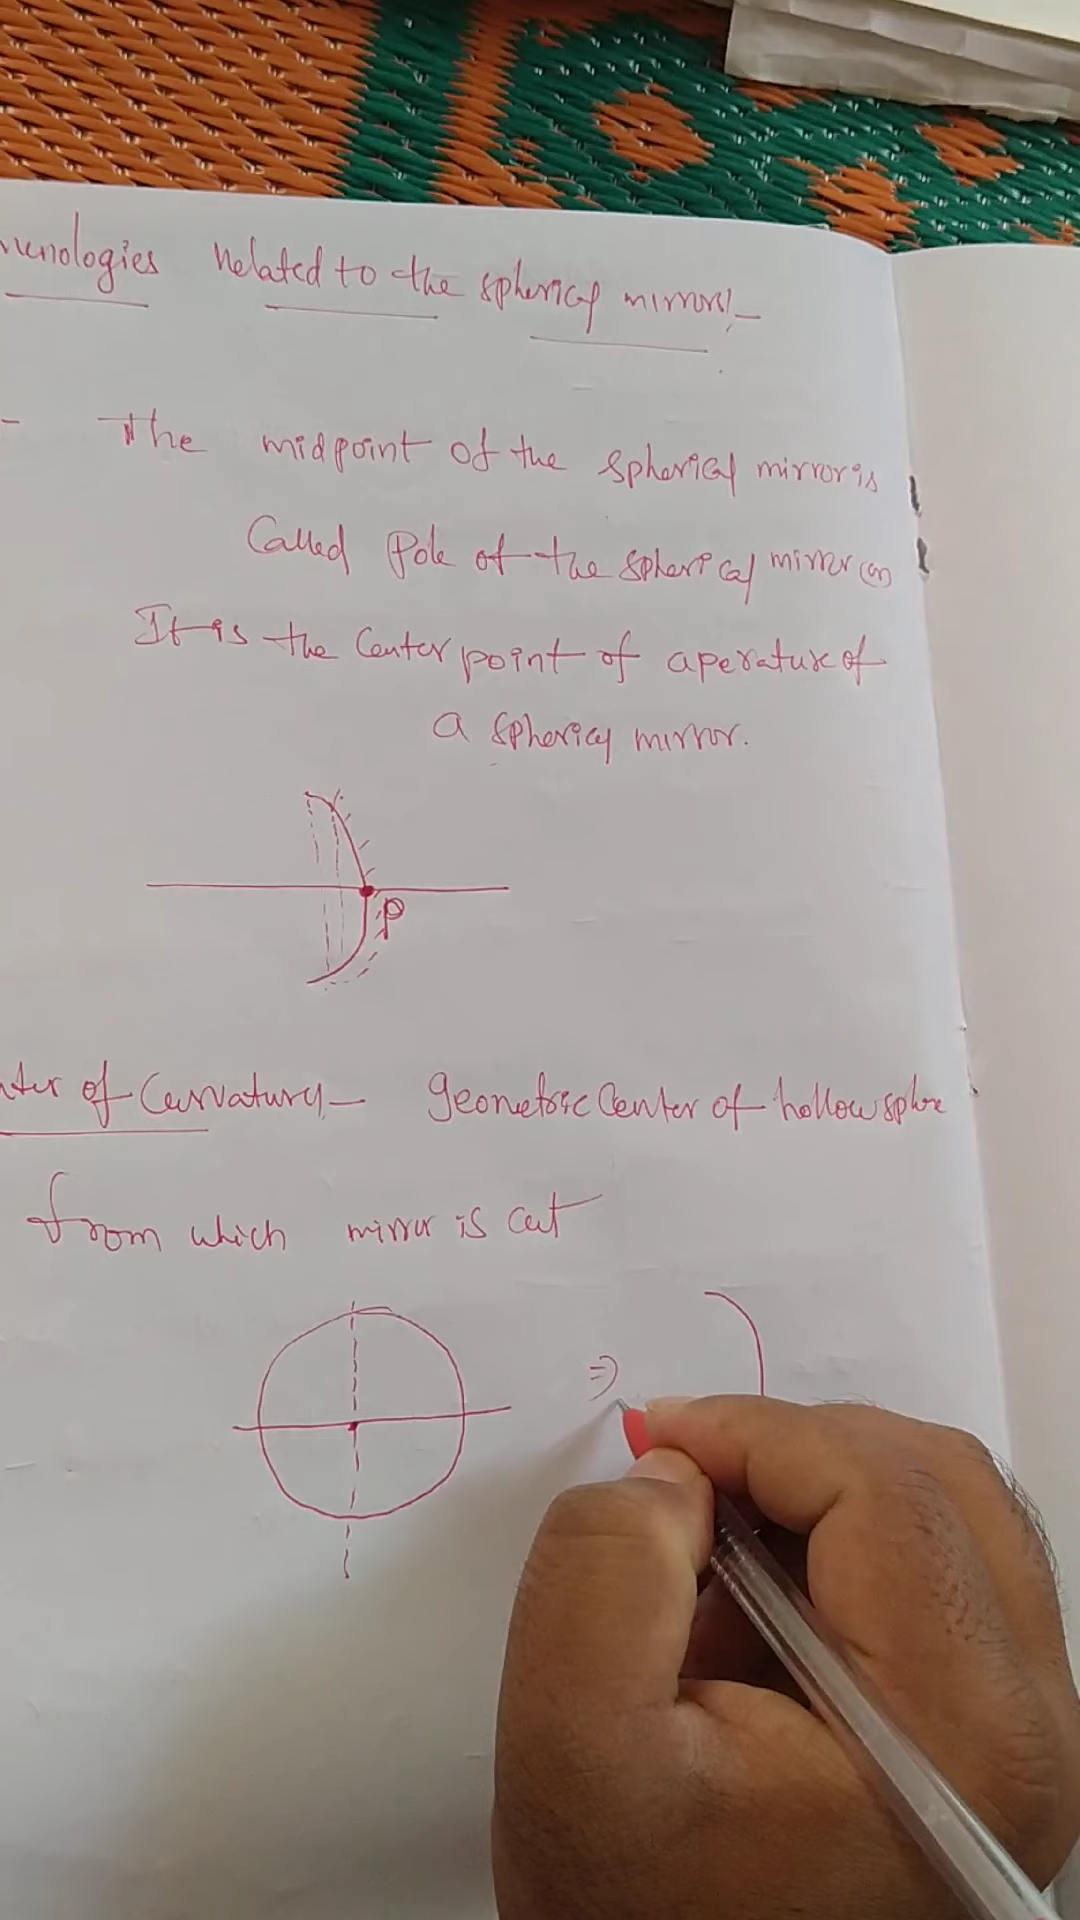 related to the spherical mirror:-
- The midpoint of the spherical mirror is
Called Pole of the spherical mirror (or)
It is the Center point of aperature of
a spherical mirror.
P
of Curvature:- Geometric Center of hollow sphere
from which mirror is cut
⇒